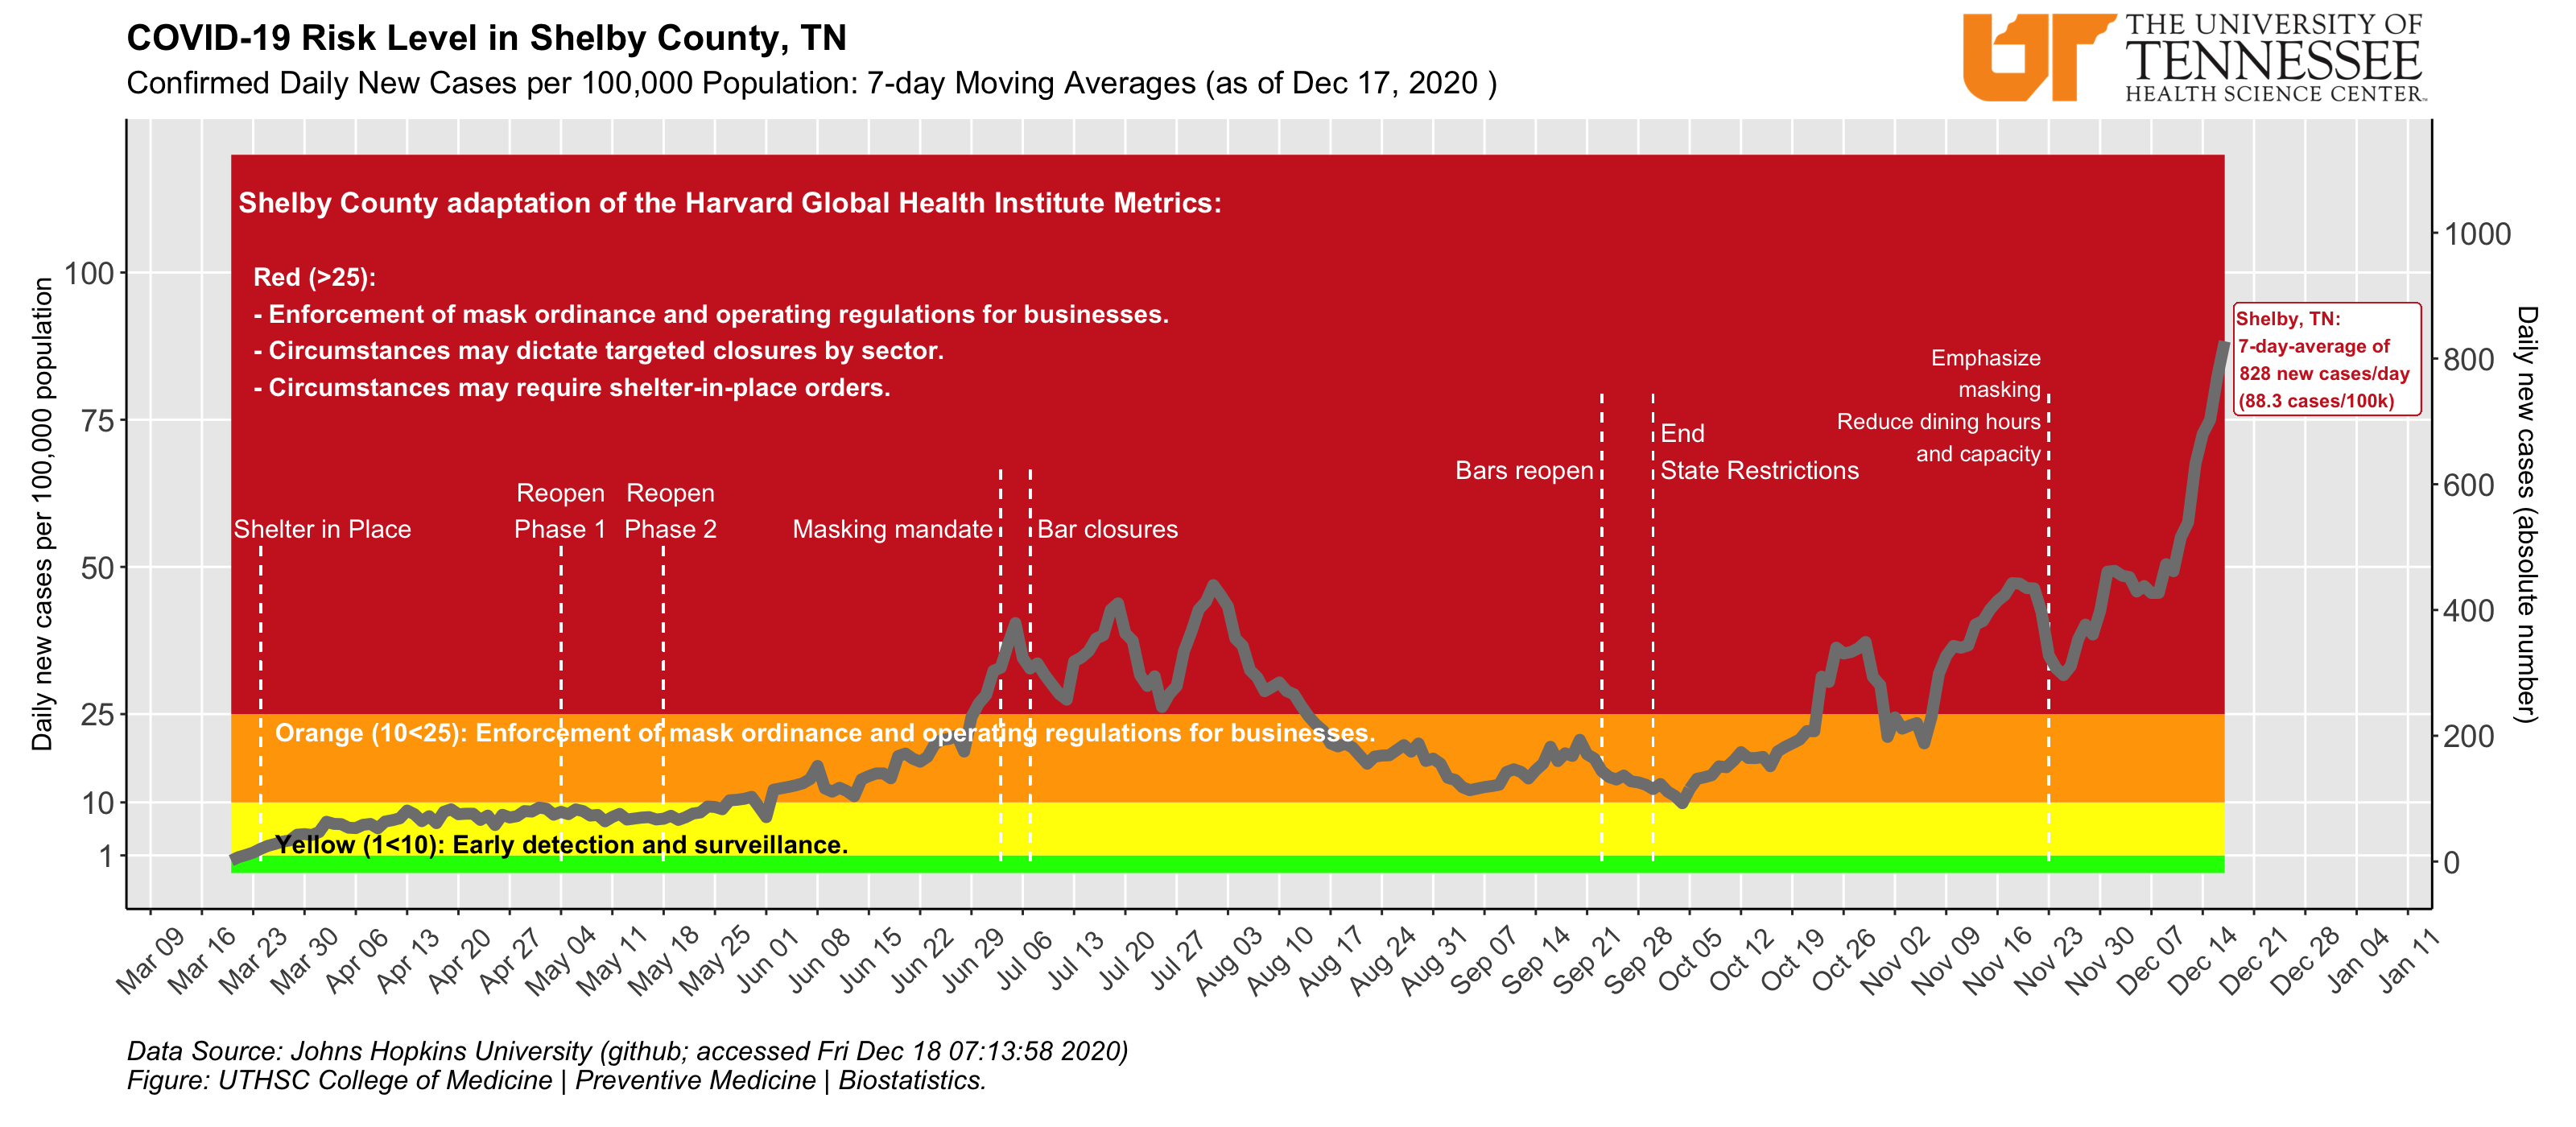 COVID-19 Risk Level in Shelby County, TN
Confirmed Daily New Cases per 100,000 Population: 7-day Moving Averages (as of Dec 17, 2020 )
UT
THE UNIVERSITY OF
TENNESSEE
HEALTH SCIENCE CENTER™
Daily new cases per 100,000 population
100
75
50
25
10
1
Shelby County adaptation of the Harvard Global Health Institute Metrics:
Red (>25):
- Enforcement of mask ordinance and operating regulations for businesses.
- Circumstances may dictate targeted closures by sector.
- Circumstances may require shelter-in-place orders.
Shelter in Place
Reopen
Phase 1
Reopen
Phase 2
Masking mandate
Bar closures
Bars reopen
End
State Restrictions
Emphasize
masking
Reduce dining hours
and capacity
Orange (10<25): Enforcement of mask ordinance and operating regulations for businesses.
Yellow (1<10): Early detection and surveillance.
Shelby, TN:
7-day-average of
828 new cases/day
(88.3 cases/100k)
1000
800
600
400
200
0
Daily new cases (absolute number)
Mar 09
Mar 16
Mar 23
Mar 30
Apr 06
Apr 13
Apr 20
Apr 27
May 04
May 11
May 18
May 25
Jun 01
Jun 08
Jun 15
Jun 22
Jun 29
Jul 06
Jul 13
Jul 20
Jul 27
Aug 03
Aug 10
Aug 17
Aug 24
Aug 31
Sep 07
Sep 14
Sep 21
Sep 28
Oct 05
Oct 12
Oct 19
Oct 26
Nov 02
Nov 09
Nov 16
Nov 23
Nov 30
Dec 07
Dec 14
Dec 21
Dec 28
Jan 04
Jan 11
Data Source: Johns Hopkins University (github; accessed Fri Dec 18 07:13:58 2020)
Figure: UTHSC College of Medicine | Preventive Medicine | Biostatistics.